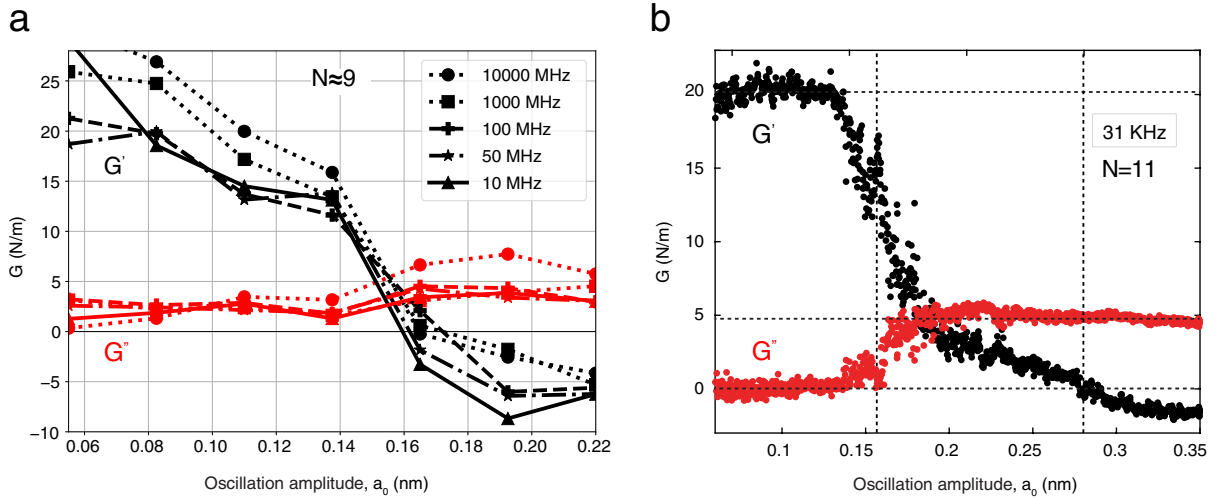 a
25
20
15
10
5
0
−5
−10
G (N/m)
N≈9
10000 MHz
1000 MHz
100 MHz
50 MHz
10 MHz
G'
G"
0.06 0.08 0.10 0.12 0.14 0.16 0.18 0.20 0.22
Oscillation amplitude, a₀ (nm)
b
20
15
10
5
0
G (N/m)
G'
31 KHz
N=11
G"
0.1 0.15 0.2 0.25 0.3 0.35
Oscillation amplitude, a₀ (nm)